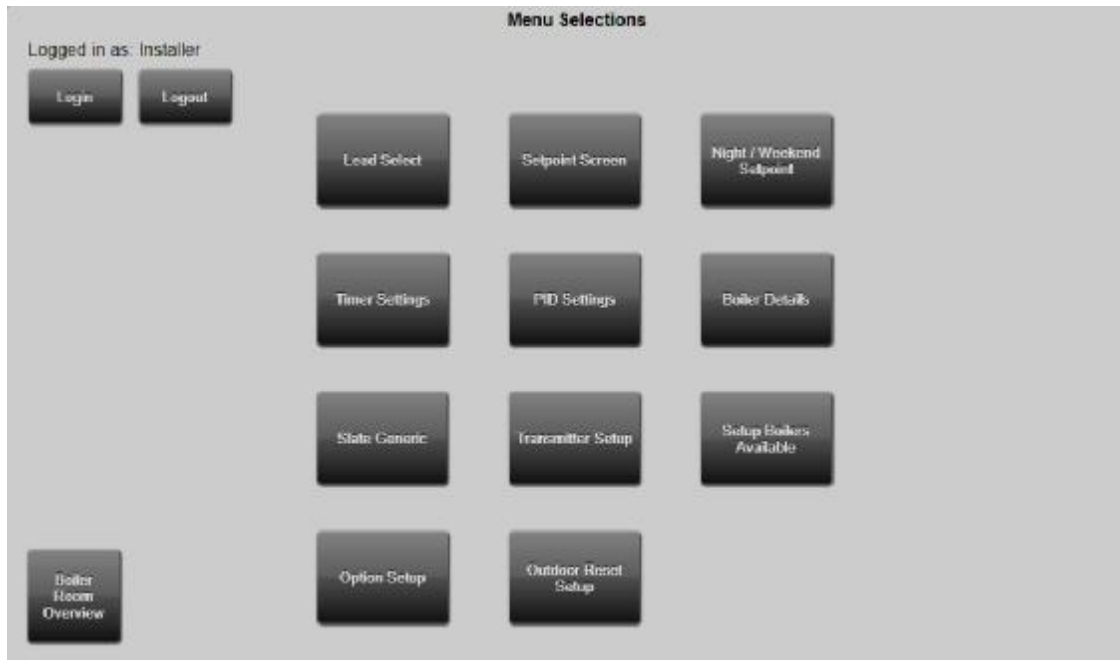 Menu Selections
Logged in as: Installer
Login
Logout
Lead Select
Setpoint Screen
Night / Weekend
Setpoint
Timer Settings
PID Settings
Boiler Details
Slate Generic
Transmitter Setup
Setup Boilers
Available
Option Setup
Outdoor Reset
Setup
Boiler
Room
Overview